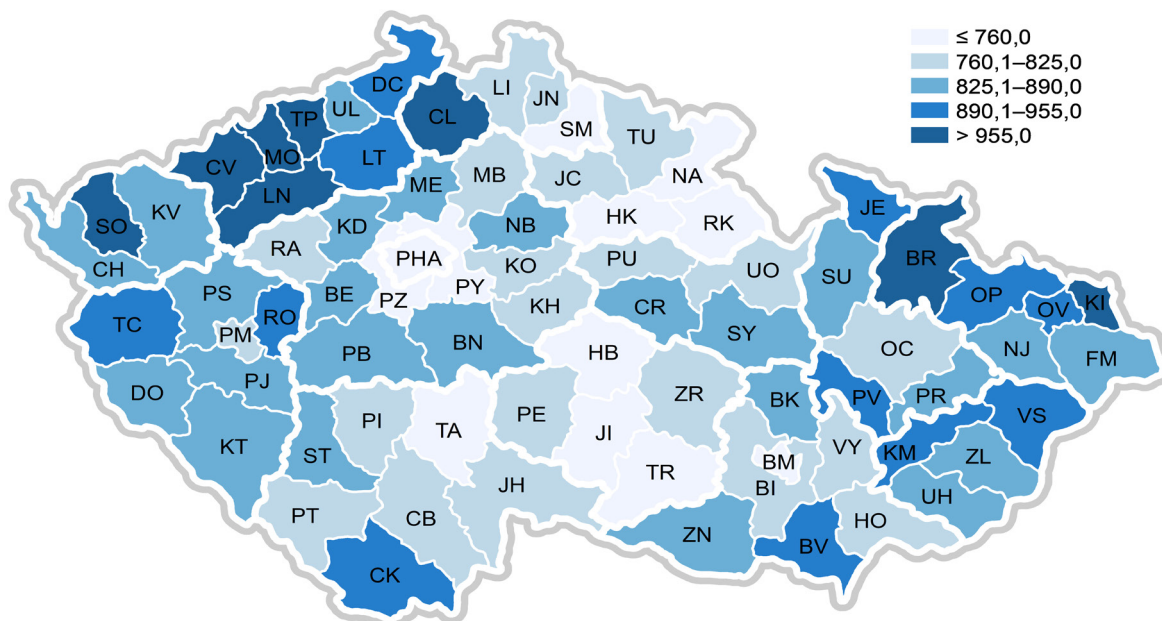 ≤ 760,0
760,1–825,0
825,1–890,0
890,1–955,0
> 955,0
DC
LI
JN
UL
TP
CL
SM
TU
MO
LT
CV
LN
ME
MB
JC
NA
SO
KV
KD
NB
HK
RK
JE
RA
CH
PHA
KO
PU
UO
SU
BR
PS
BE
PZ
PY
KH
CR
OP
OV
KI
TC
RO
PM
PB
BN
HB
SY
OC
NJ
FM
DO
PJ
PI
TA
PE
ZR
BK
PV
PR
VS
KT
ST
JI
TR
BM
VY
KM
ZL
JH
BI
UH
PT
CB
ZN
HO
BV
CK